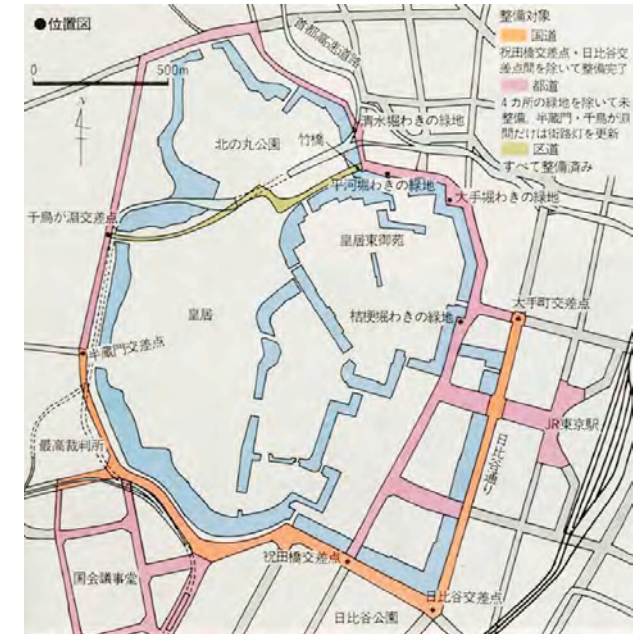 ●位置図
0 500m
首都高速道路
整備対象
国道
祝田橋交差点・日比谷交
差点間を除いて整備完了
都道
4カ所の緑地を除いて未
整備。半蔵門・千鳥が淵
間だけは街路灯を更新
区道
すべて整備済み
清水堀わきの緑地
竹橋
北の丸公園
平河堀わきの緑地
大手堀わきの緑地
千鳥が淵交差点
皇居東御苑
皇居
桔梗堀わきの緑地
大手町交差点
半蔵門交差点
JR東京駅
最高裁判所
日比谷通り
祝田橋交差点
国会議事堂
日比谷交差点
日比谷公園